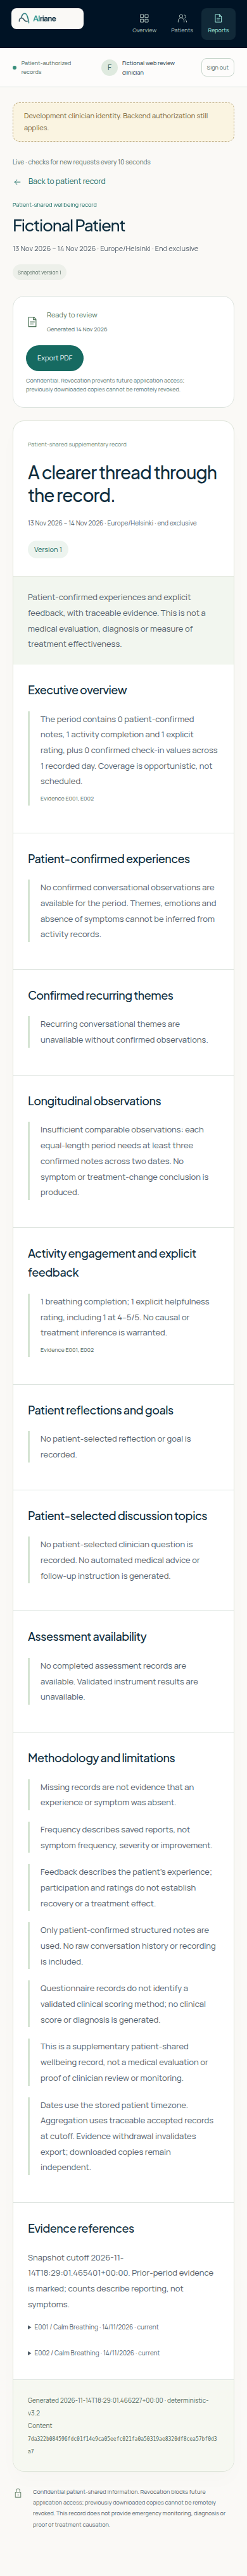 AIriane
Overview
Patients
Reports
Patient-authorized
records
F
Fictional web review
clinician
Sign out
Development clinician identity. Backend authorization still
applies.
Live · checks for new requests every 10 seconds
← Back to patient record
Patient-shared wellbeing record
Fictional Patient
13 Nov 2026 – 14 Nov 2026 · Europe/Helsinki · End exclusive
Snapshot version 1
Ready to review
Generated 14 Nov 2026
Export PDF
Confidential. Revocation prevents future application access;
previously downloaded copies cannot be remotely revoked.
Patient-shared supplementary record
A clearer thread through
the record.
13 Nov 2026 – 14 Nov 2026 · Europe/Helsinki · end exclusive
Version 1
Patient-confirmed experiences and explicit
feedback, with traceable evidence. This is not a
medical evaluation, diagnosis or measure of
treatment effectiveness.
Executive overview
The period contains 0 patient-confirmed
notes, 1 activity completion and 1 explicit
rating, plus 0 confirmed check-in values across
1 recorded day. Coverage is opportunistic, not
scheduled.
Evidence E001, E002
Patient-confirmed experiences
No confirmed conversational observations are
available for the period. Themes, emotions and
absence of symptoms cannot be inferred from
activity records.
Confirmed recurring themes
Recurring conversational themes are
unavailable without confirmed observations.
Longitudinal observations
Insufficient comparable observations: each
equal-length period needs at least three
confirmed notes across two dates. No
symptom or treatment-change conclusion is
produced.
Activity engagement and explicit
feedback
1 breathing completion; 1 explicit helpfulness
rating, including 1 at 4–5/5. No causal or
treatment inference is warranted.
Evidence E001, E002
Patient reflections and goals
No patient-selected reflection or goal is
recorded.
Patient-selected discussion topics
No patient-selected clinician question is
recorded. No automated medical advice or
follow-up instruction is generated.
Assessment availability
No completed assessment records are
available. Validated instrument results are
unavailable.
Methodology and limitations
Missing records are not evidence that an
experience or symptom was absent.
Frequency describes saved reports, not
symptom frequency, severity or improvement.
Feedback describes the patient's experience;
participation and ratings do not establish
recovery or a treatment effect.
Only patient-confirmed structured notes are
used. No raw conversation history or recording
is included.
Questionnaire records do not identify a
validated clinical scoring method; no clinical
score or diagnosis is generated.
This is a supplementary patient-shared
wellbeing record, not a medical evaluation or
proof of clinician review or monitoring.
Dates use the stored patient timezone.
Aggregation uses traceable accepted records
at cutoff. Evidence withdrawal invalidates
export; downloaded copies remain
independent.
Evidence references
Snapshot cutoff 2026-11-
14T18:29:01.465401+00:00. Prior-period evidence
is marked; counts describe reporting, not
symptoms.
▸ E001 / Calm Breathing · 14/11/2026 · current
▸ E002 / Calm Breathing · 14/11/2026 · current
Generated 2026-11-14T18:29:01.466227+00:00 · deterministic-
v3.2
Content
Confidential patient-shared information. Revocation blocks future
application access; previously downloaded copies cannot be remotely
revoked. This record does not provide emergency monitoring, diagnosis or
proof of treatment causation.